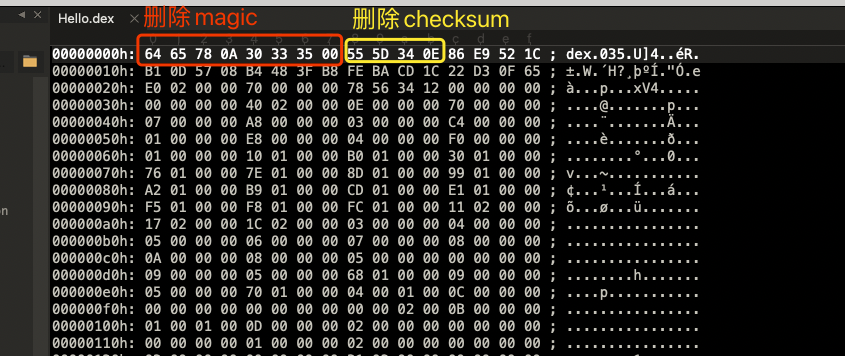 Hello.dex ×
删除 magic 删除 checksum
00000000h: 64 65 78 0A 30 33 35 00 55 5D 34 0E 86 E9 52 1C ; dex.035.U]4..éR.
00000010h: B1 0D 57 08 B4 48 3F B8 FE BA CD 1C 22 D3 0F 65 ; ±.W.´H?¸þºÍ."Ó.e
00000020h: E0 02 00 00 70 00 00 00 78 56 34 12 00 00 00 00 ; à...p...xV4.....
00000030h: 00 00 00 00 40 02 00 00 0E 00 00 00 70 00 00 00 ; ....@.......p...
00000040h: 07 00 00 00 A8 00 00 00 03 00 00 00 C4 00 00 00 ; ....¨.......Ä...
00000050h: 01 00 00 00 E8 00 00 00 04 00 00 00 F0 00 00 00 ; ....è.......ð...
00000060h: 01 00 00 00 10 01 00 00 B0 01 00 00 30 01 00 00 ; ........°...0...
00000070h: 76 01 00 00 7E 01 00 00 8D 01 00 00 99 01 00 00 ; v...~...........
00000080h: A2 01 00 00 B9 01 00 00 CD 01 00 00 E1 01 00 00 ; ¢...¹...Í...á...
00000090h: F5 01 00 00 F8 01 00 00 FC 01 00 00 11 02 00 00 ; õ...ø...ü.......
000000a0h: 17 02 00 00 1C 02 00 00 03 00 00 00 04 00 00 00 ; ................
000000b0h: 05 00 00 00 06 00 00 00 07 00 00 00 08 00 00 00 ; ................
000000c0h: 0A 00 00 00 08 00 00 00 05 00 00 00 00 00 00 00 ; ................
000000d0h: 09 00 00 00 05 00 00 00 68 01 00 00 09 00 00 00 ; ........h.......
000000e0h: 05 00 00 00 70 01 00 00 04 00 01 00 0C 00 00 00 ; ....p...........
000000f0h: 00 00 00 00 00 00 00 00 00 00 02 00 0B 00 00 00 ; ................
00000100h: 01 00 01 00 0D 00 00 00 02 00 00 00 00 00 00 00 ; ................
00000110h: 00 00 00 00 01 00 00 00 02 00 00 00 00 00 00 00 ; ................